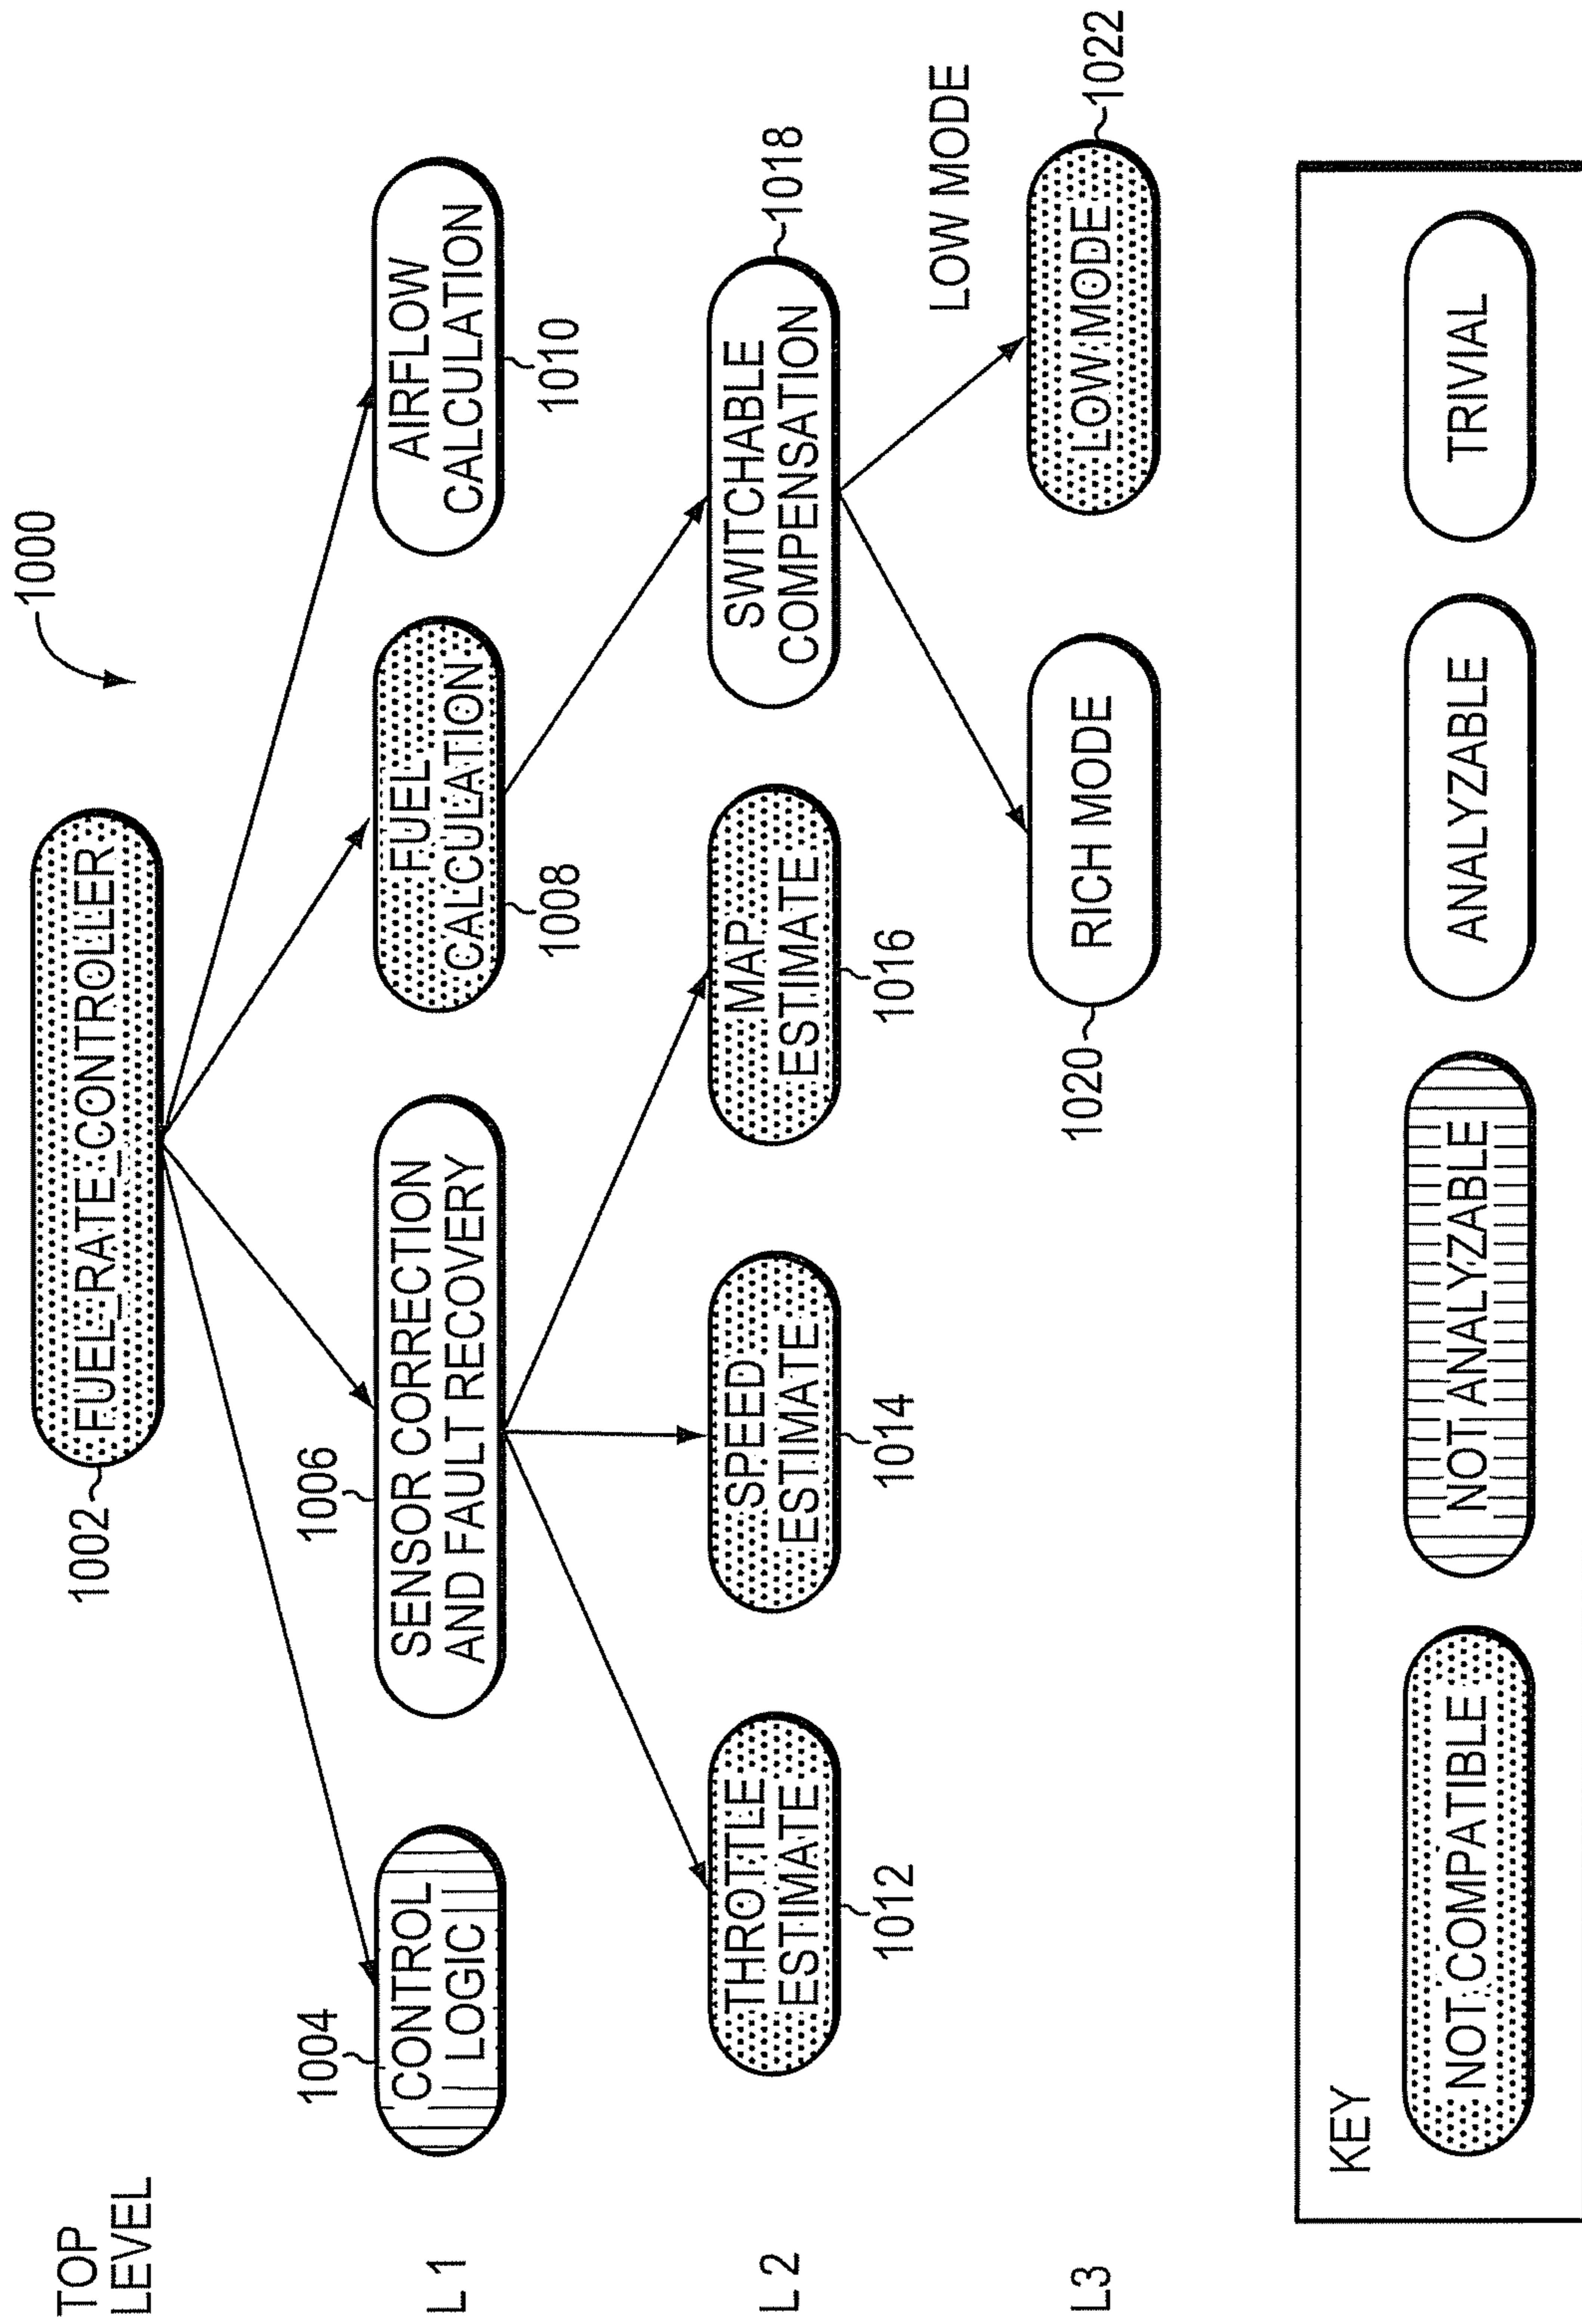 1000
TOP
LEVEL
1002
FUEL_RATE_CONTROLLER
L 1
1004
CONTROL
LOGIC
1006
SENSOR CORRECTION
AND FAULT RECOVERY
FUEL
CALCULATION
1008
AIRFLOW
CALCULATION
1010
L 2
THROTTLE
ESTIMATE
1012
SPEED
ESTIMATE
1014
MAP
ESTIMATE
1016
SWITCHABLE
COMPENSATION
1018
LOW MODE
L3
1020
RICH MODE
LOW MODE
1022
KEY
NOT COMPATIBLE
NOT ANALYZABLE
ANALYZABLE
TRIVIAL